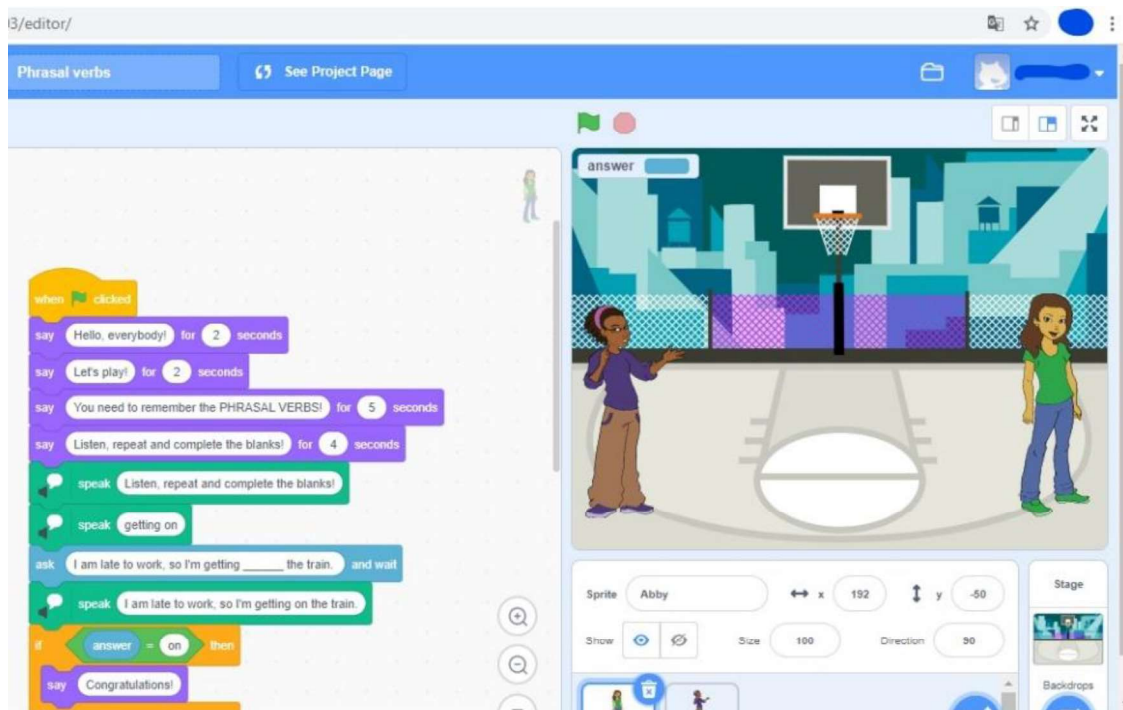 03/editor/
Phrasal verbs
See Project Page
answer
when clicked
say Hello, everybody! for 2 seconds
say Let's play! for 2 seconds
say You need to remember the PHRASAL VERBS! for 5 seconds
say Listen, repeat and complete the blanks! for 4 seconds
speak Listen, repeat and complete the blanks!
speak getting on
ask I am late to work, so I'm getting ______ the train. and wait
speak I am late to work, so I'm getting on the train.
if answer = on then
say Congratulations!
Sprite Abby x 192 y -50
Show Size 100 Direction 90
Stage
Backdrops